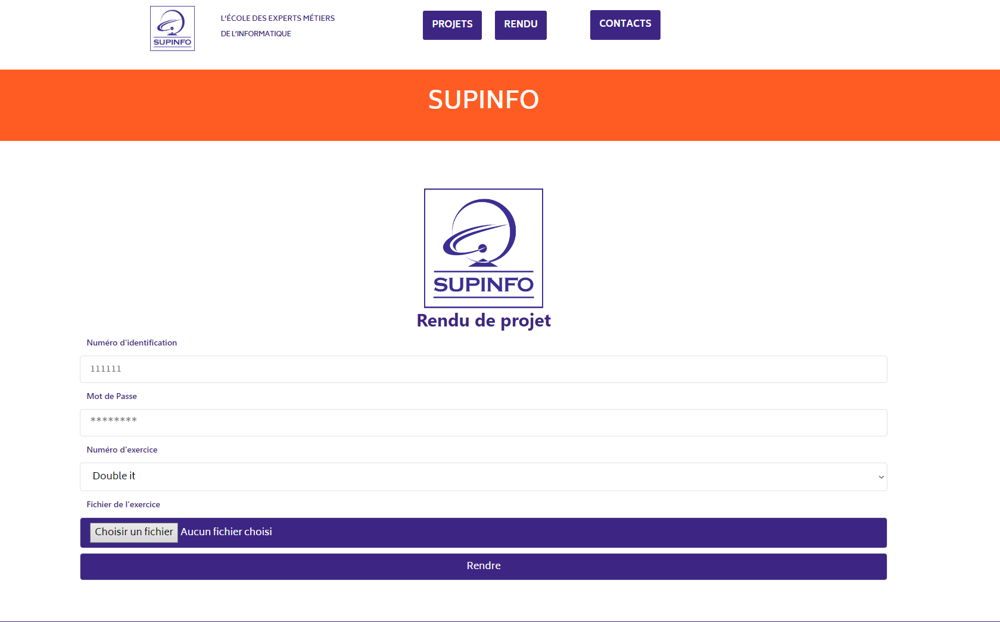 SUPINFO
L'ÉCOLE DES EXPERTS MÉTIERS
DE L'INFORMATIQUE
PROJETS
RENDU
CONTACTS
SUPINFO
SUPINFO
Rendu de projet
Numéro d'identification
111111
Mot de Passe
********
Numéro d'exercice
Double it
Fichier de l'exercice
Choisir un fichier Aucun fichier choisi
Rendre